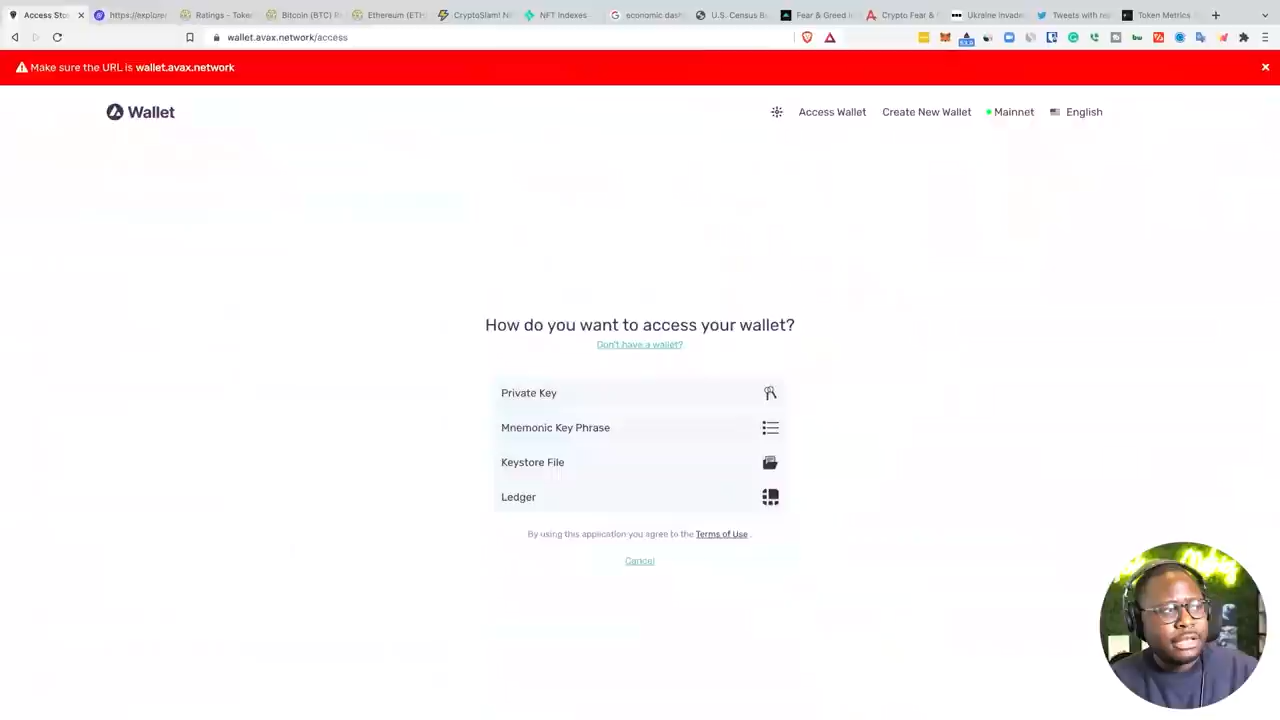 Access Sto
https://explore
Ratings - Toke
Bitcoin (BTC) R
Ethereum (ETH
CryptoSlam! N
NFT Indexes
economic das
U.S. Census B
Fear & Greed I
Crypto Fear &
Ukraine invade
Tweets with re
Token Metrics
wallet.avax.network/access
Make sure the URL is wallet.avax.network
Wallet
Access Wallet
Create New Wallet
Mainnet
English
How do you want to access your wallet?
Don't have a wallet?
Private Key
Mnemonic Key Phrase
Keystore File
Ledger
By using this application you agree to the Terms of Use .
Cancel